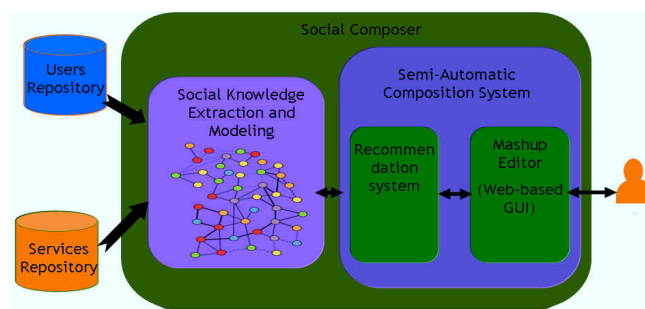 Social Composer
Users
Repository
Social Knowledge
Extraction and
Modeling
Semi-Automatic
Composition System
Recommen
dation
system
Mashup
Editor
(Web-based
GUI)
Services
Repository